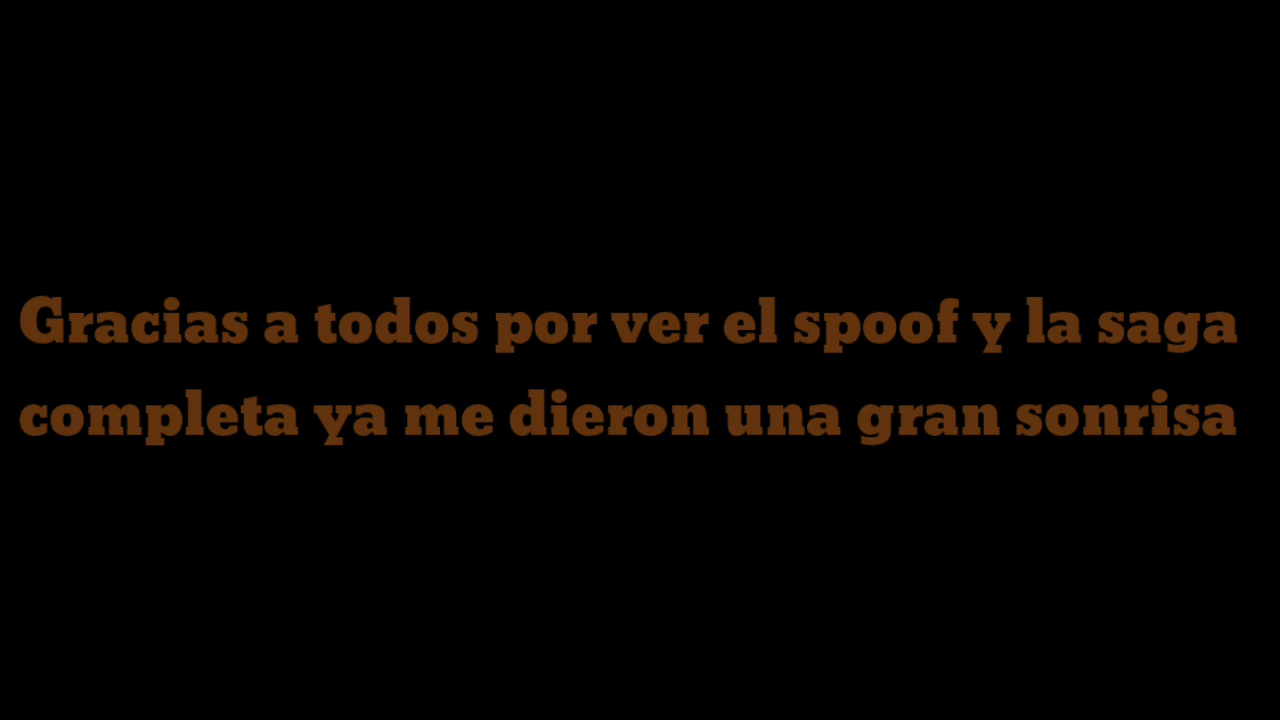 Gracias a todos por ver el spoof y la saga
completa ya me dieron una gran sonrisa